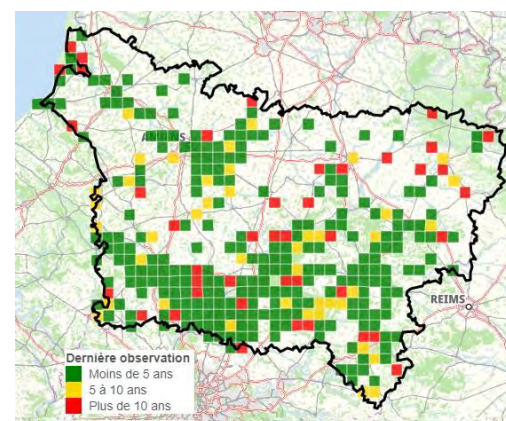 AMIENS
REIMS
Dernière observation
Moins de 5 ans
5 à 10 ans
Plus de 10 ans